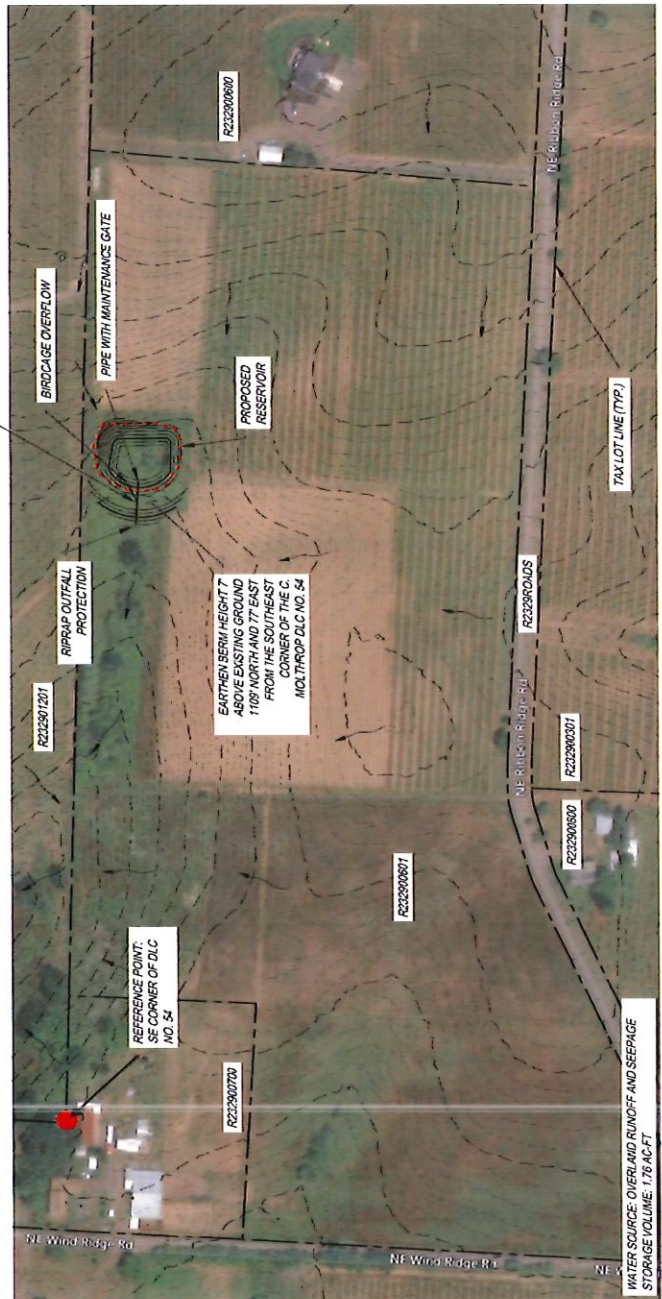 BIRDCAGE OVERFLOW
PIPE WITH MAINTENANCE GATE
RIPRAP OUTFALL
PROTECTION
R232901201
REFERENCE POINT:
SE CORNER OF DLC
NO. 54
R232900600
PROPOSED
RESERVOIR
EARTHEN BERM HEIGHT 7'
ABOVE EXISTING GROUND
1109' NORTH AND 77' EAST
FROM THE SOUTHEAST
CORNER OF THE C.
MOLTHROP DLC NO. 54
R232900700
R232900601
NE Wind Ridge Rd
NE Wind Ridge Rd
NE W
NE Ribbon Ridge Rd
NE Ribbon Ridge Rd
R2329ROADS
TAX LOT LINE (TYP.)
R232900301
R232900800
WATER SOURCE: OVERLAND RUNOFF AND SEEPAGE
STORAGE VOLUME: 1.76 AC-FT